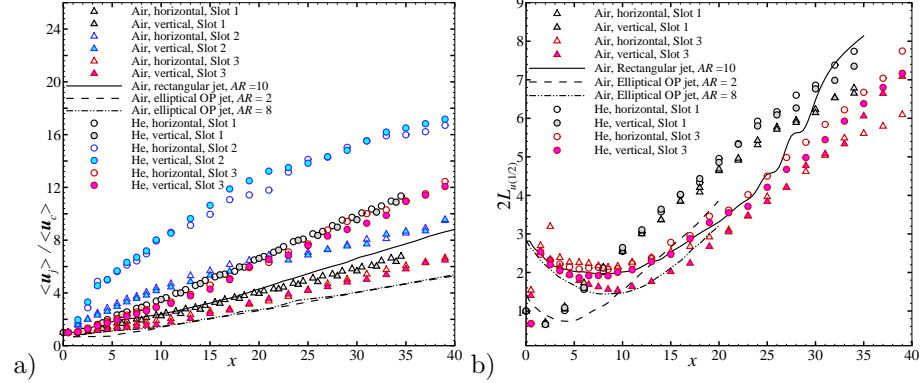 a)
<u_j> / <u_c>
26
24
20
16
12
8
4
0
0
5
10
15
20
25
30
35
40
x
Air, horizontal, Slot 1
Air, vertical, Slot 1
Air, horizontal, Slot 2
Air, vertical, Slot 2
Air, horizontal, Slot 3
Air, vertical, Slot 3
Air, rectangular jet, AR =10
Air, elliptical OP jet, AR = 2
Air, elliptical OP jet, AR = 8
He, horizontal, Slot 1
He, vertical, Slot 1
He, horizontal, Slot 2
He, vertical, Slot 2
He, horizontal, Slot 3
He, vertical, Slot 3
b)
2L_u(1/2)
9
8
7
6
5
4
3
2
1
0
0
5
10
15
20
25
30
35
40
x
Air, horizontal, Slot 1
Air, vertical, Slot 1
Air, horizontal, Slot 3
Air, vertical, Slot 3
Air, Rectangular jet, AR=10
Air, Elliptical OP jet, AR = 2
Air, Elliptical OP jet, AR = 8
He, horizontal, Slot 1
He, vertical, Slot 1
He, horizontal, Slot 3
He, vertical, Slot 3